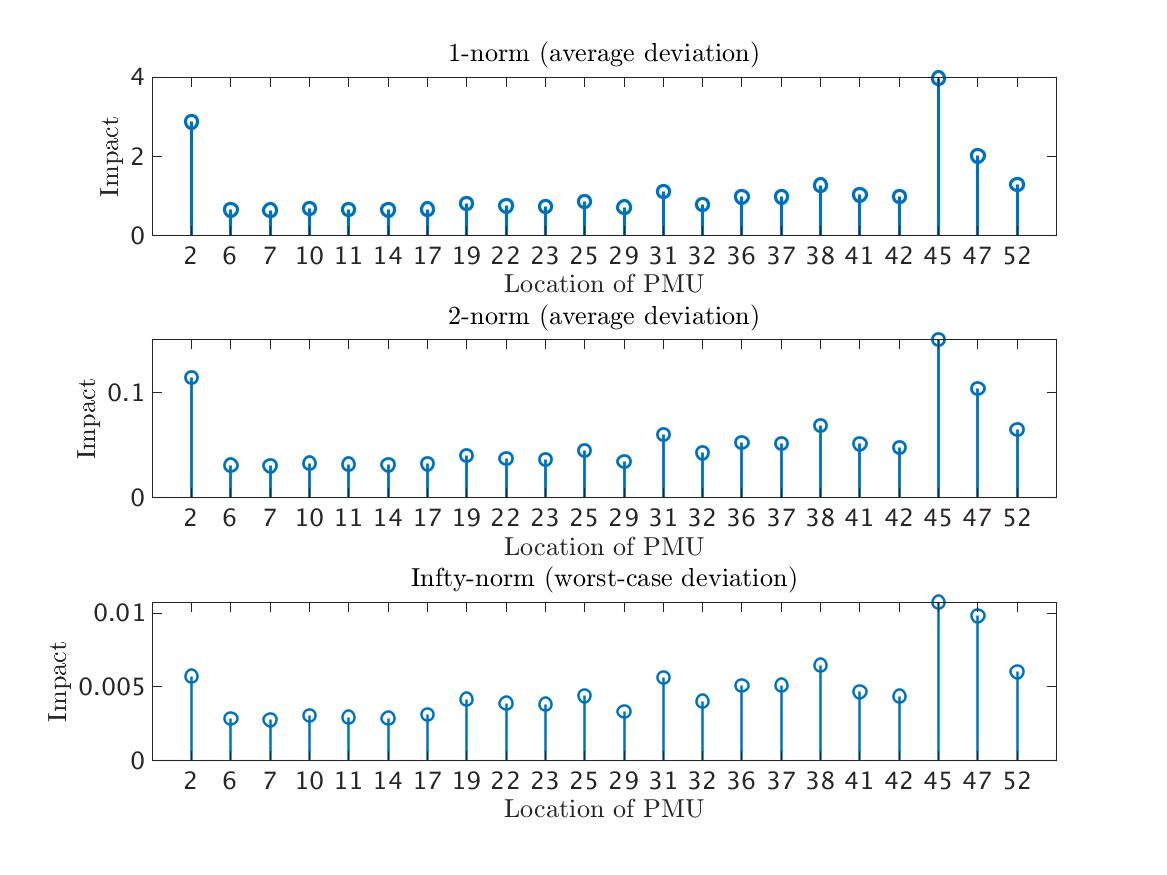 1-norm (average deviation)
4
2
0
Impact
2 6 7 10 11 14 17 19 22 23 25 29 31 32 36 37 38 41 42 45 47 52
Location of PMU
2-norm (average deviation)
0.1
0
Impact
2 6 7 10 11 14 17 19 22 23 25 29 31 32 36 37 38 41 42 45 47 52
Location of PMU
Infty-norm (worst-case deviation)
0.01
0.005
0
Impact
2 6 7 10 11 14 17 19 22 23 25 29 31 32 36 37 38 41 42 45 47 52
Location of PMU